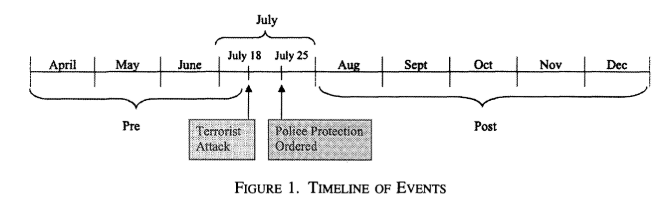 July
April May June July 18 July 25 Aug Sept Oct Nov Dec
Pre Post
Terrorist
Attack
Police Protection
Ordered
FIGURE 1. TIMELINE OF EVENTS